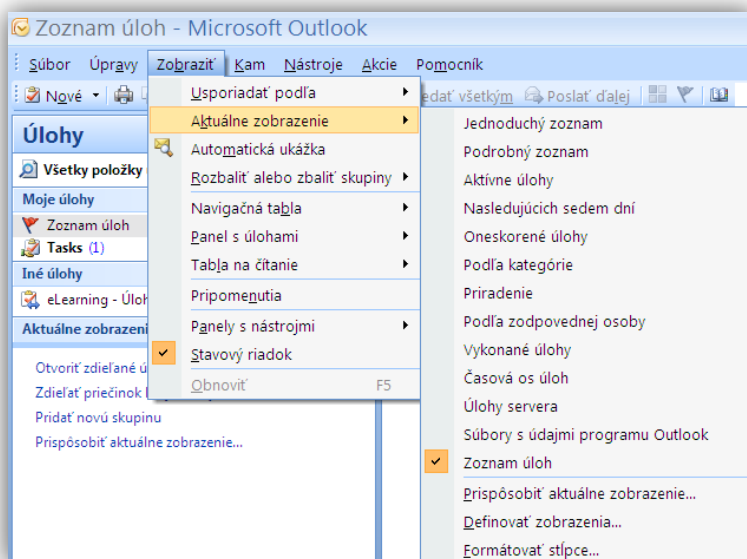 Zoznam úloh - Microsoft Outlook
Súbor Úpravy Zobraziť Kam Nástroje Akcie Pomocník
Nové všetkým Poslať ďalej
Úlohy
Všetky položky
Moje úlohy
Zoznam úloh
Tasks (1)
Iné úlohy
eLearning - Úloh
Aktuálne zobrazeni
Otvoriť zdieľané ú
Zdieľať priečinok
Pridať novú skupinu
Prispôsobiť aktuálne zobrazenie...
Usporiadať podľa
Aktuálne zobrazenie
Automatická ukážka
Rozbaliť alebo zbaliť skupiny
Navigačná tabla
Panel s úlohami
Tabla na čítanie
Pripomenutia
Panely s nástrojmi
Stavový riadok
Obnoviť F5
Jednoduchý zoznam
Podrobný zoznam
Aktívne úlohy
Nasledujúcich sedem dní
Oneskorené úlohy
Podľa kategórie
Priradenie
Podľa zodpovednej osoby
Vykonané úlohy
Časová os úloh
Úlohy servera
Súbory s údajmi programu Outlook
Zoznam úloh
Prispôsobiť aktuálne zobrazenie...
Definovať zobrazenia...
Formátovať stĺpce...